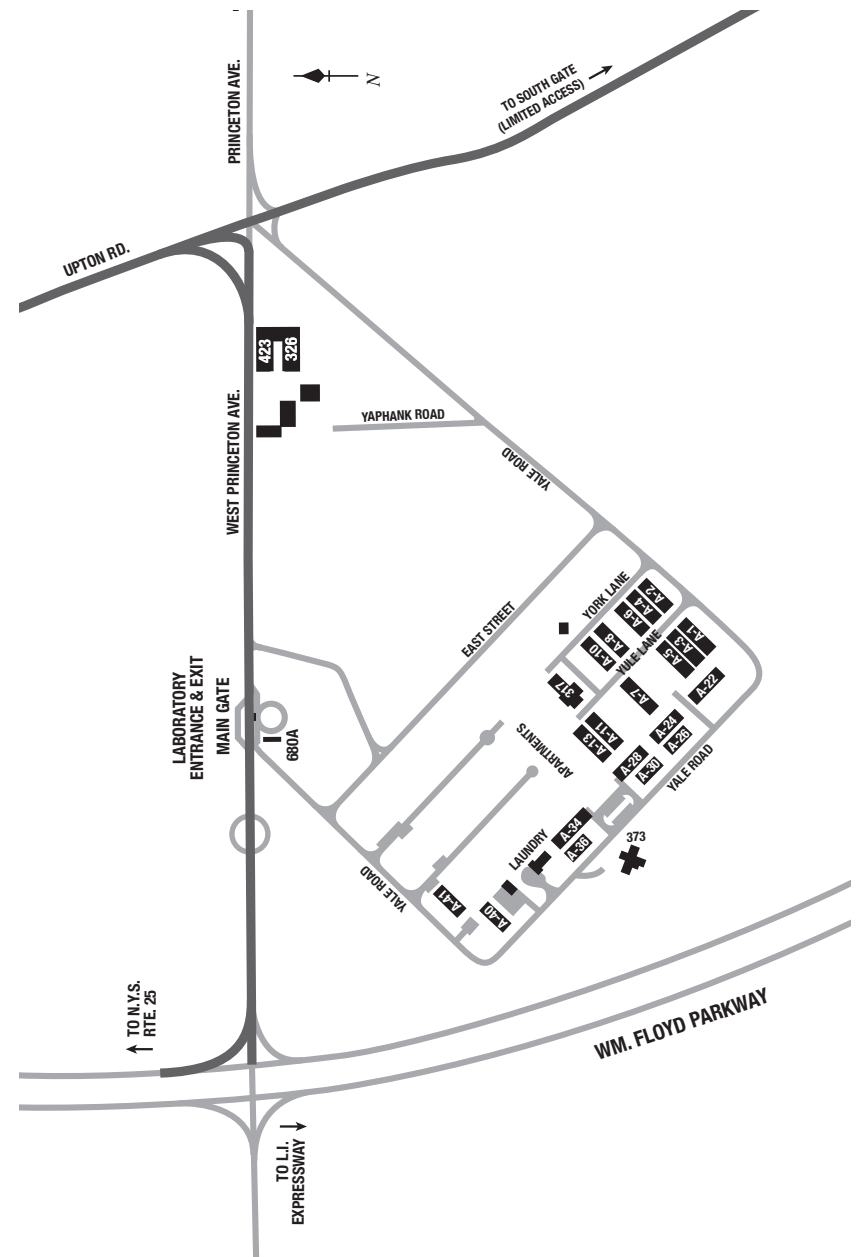 PRINCETON AVE.
N
TO SOUTH GATE
(LIMITED ACCESS)
UPTON RD.
423
326
WEST PRINCETON AVE.
YAPHANK ROAD
YALE ROAD
EAST STREET
YORK LANE
A-2
A-4
A-6
A-8
A-10
YULE LANE
A-1
A-3
A-5
317
A-7
A-22
A-11
A-13
A-24
A-26
A-28
A-30
YALE ROAD
APARTMENTS
LABORATORY
ENTRANCE & EXIT
MAIN GATE
680A
LAUNDRY
A-34
A-36
373
YALE ROAD
A-41
A-40
TO N.Y.S.
RTE. 25
WM. FLOYD PARKWAY
TO L.I.
EXPRESSWAY